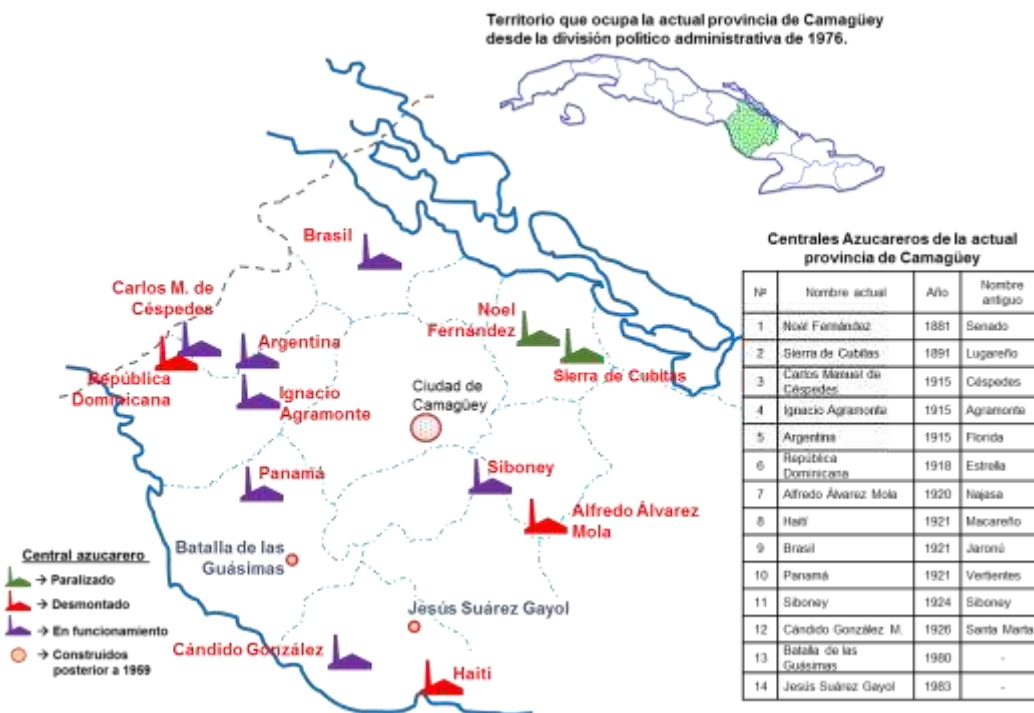 Territorio que ocupa la actual provincia de Camagüey
desde la división politico administrativa de 1976.
Brasil
Carlos M. de
Céspedes
Argentina
República
Dominicana
Ignacio
Agramonte
Noel
Fernández
Sierra de Cubitas
Ciudad de
Camagüey
Panamá
Siboney
Alfredo Álvarez
Mola
Batalla de las
Guásimas
Jesús Suárez Gayol
Cándido González
Haiti
Central azucarero
→ Paralizado
→ Desmontado
→ En funcionamiento
→ Construidos
posterior a 1959
Centrales Azucareros de la actual
provincia de Camagüey
Nº Nombre actual Año Nombre antiguo
1 Noel Fernández 1881 Senado
2 Sierra de Cubitas 1891 Lugareño
3 Carlos Manuel de Céspedes 1915 Céspedes
4 Ignacio Agramonte 1915 Agramonte
5 Argentina 1915 Florida
6 República Dominicana 1918 Estrella
7 Alfredo Álvarez Mola 1920 Najasa
8 Haití 1921 Macareño
9 Brasil 1921 Jaronú
10 Panamá 1921 Vertientes
11 Siboney 1924 Siboney
12 Cándido González M. 1926 Santa Marta
13 Batalla de las Guásimas 1980 -
14 Jesús Suárez Gayol 1983 -